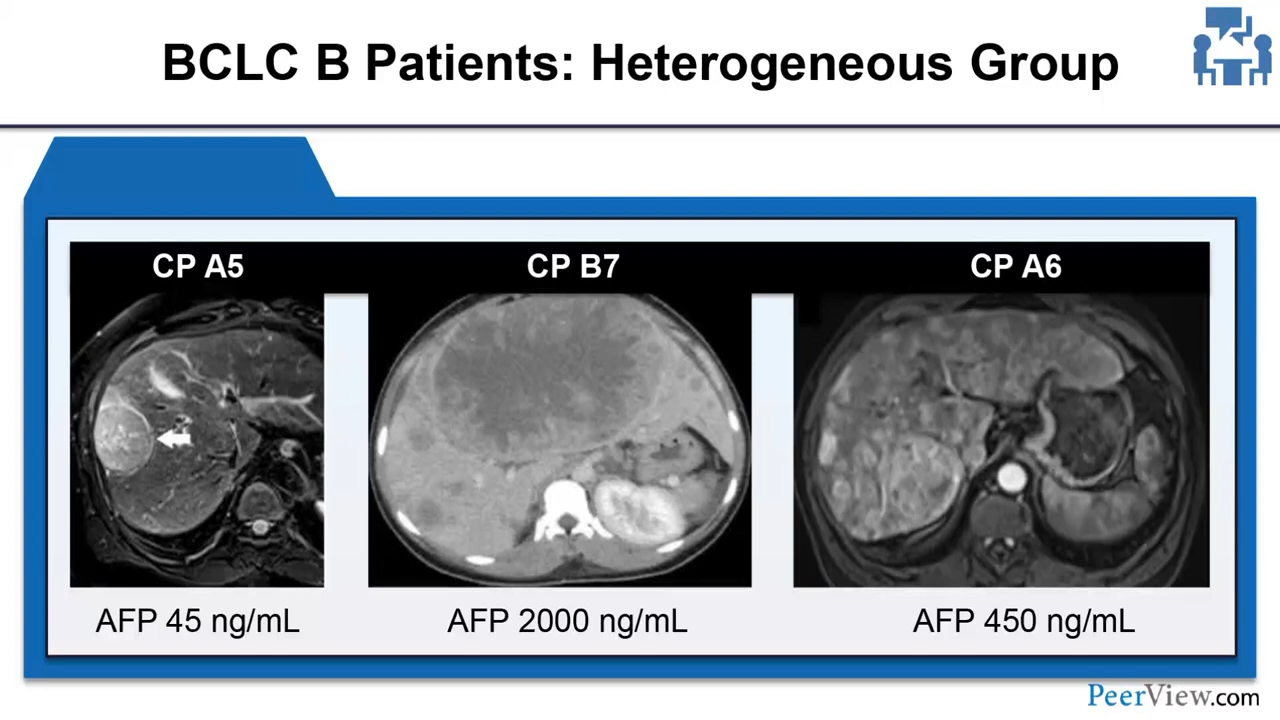 BCLC B Patients: Heterogeneous Group
CP A5
CP B7
CP A6
AFP 45 ng/mL
AFP 2000 ng/mL
AFP 450 ng/mL
PeerView.com